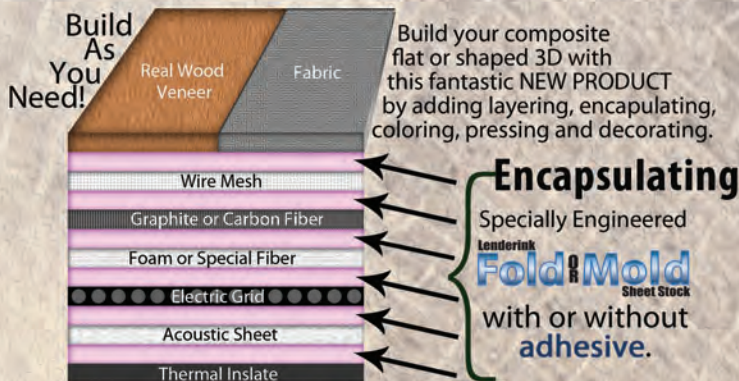 Build
As
You
Need!
Real Wood
Veneer
Fabric
Build your composite
flat or shaped 3D with
this fantastic NEW PRODUCT
by adding layering, encapulating,
coloring, pressing and decorating.
Wire Mesh
Graphite or Carbon Fiber
Foam or Special Fiber
Electric Grid
Acoustic Sheet
Thermal Inslate
Encapsulating
Specially Engineered
Lenderink
Fold OR Mold
Sheet Stock
with or without
adhesive.